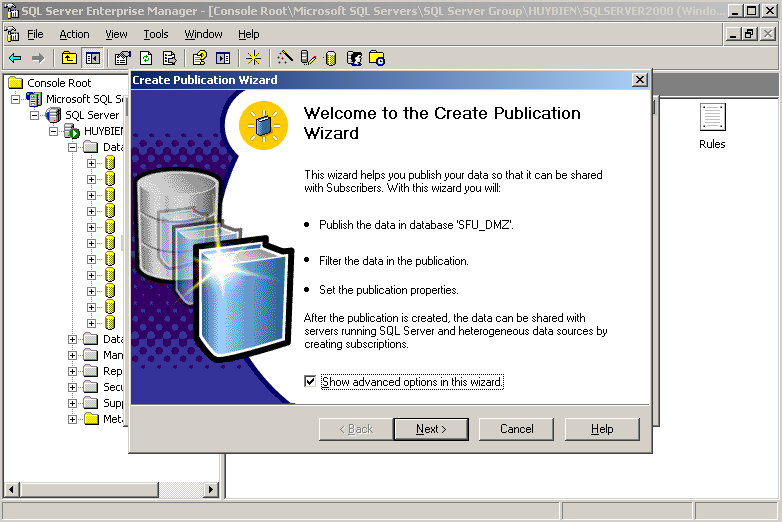 SQL Server Enterprise Manager - [Console Root\Microsoft SQL Servers\SQL Server Group\HUYBIEN\SQLSERVER2000 (Windo...
File Action View Tools Window Help
Console Root
Microsoft SQL Se
SQL Server
HUYBIEN
Data
Data
Man
Rep
Secu
Supp
Meta
Rules
Create Publication Wizard
Welcome to the Create Publication
Wizard
This wizard helps you publish your data so that it can be shared
with Subscribers. With this wizard you will:
• Publish the data in database 'SFU_DMZ'.
• Filter the data in the publication.
• Set the publication properties.
After the publication is created, the data can be shared with
servers running SQL Server and heterogeneous data sources by
creating subscriptions.
Show advanced options in this wizard.
< Back Next > Cancel Help